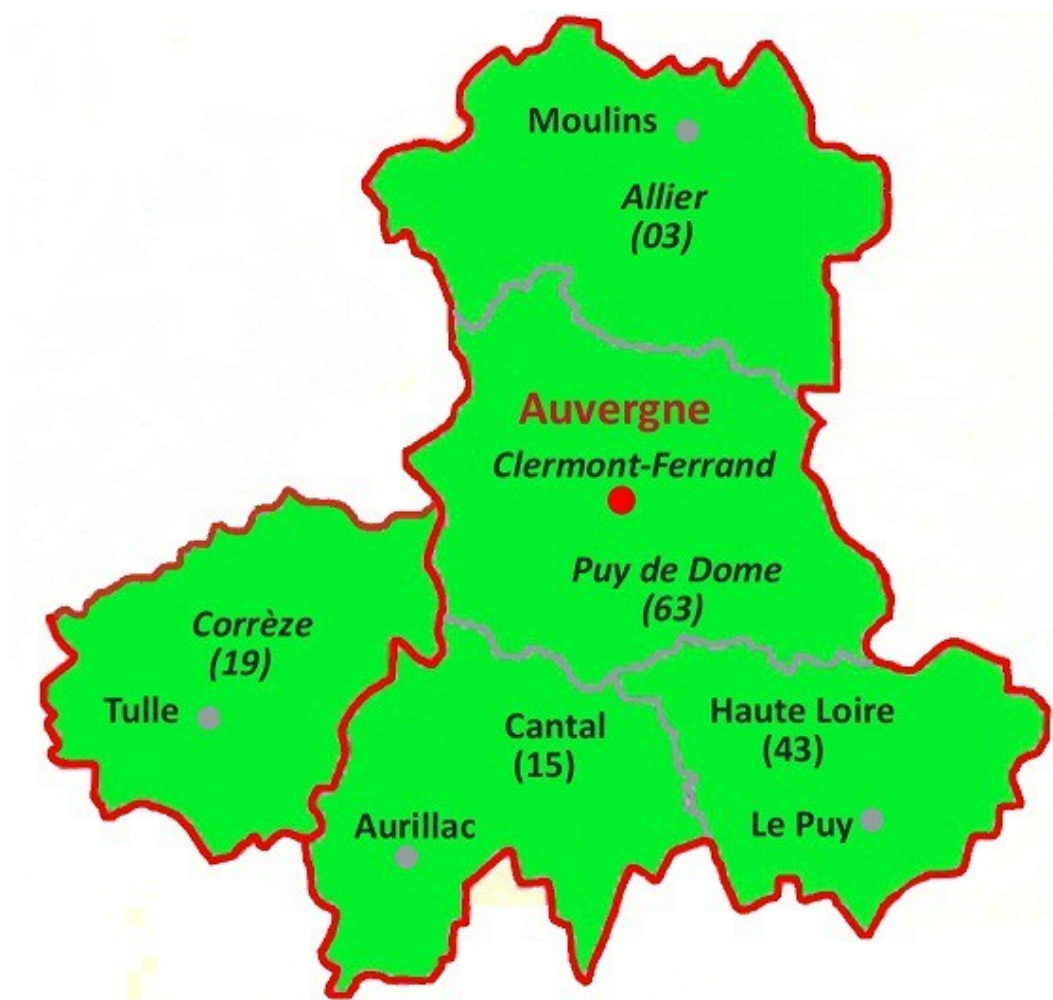 Moulins
Allier
(03)
Auvergne
Clermont-Ferrand
Puy de Dome
(63)
Corrèze
(19)
Tulle
Cantal
(15)
Haute Loire
(43)
Aurillac
Le Puy